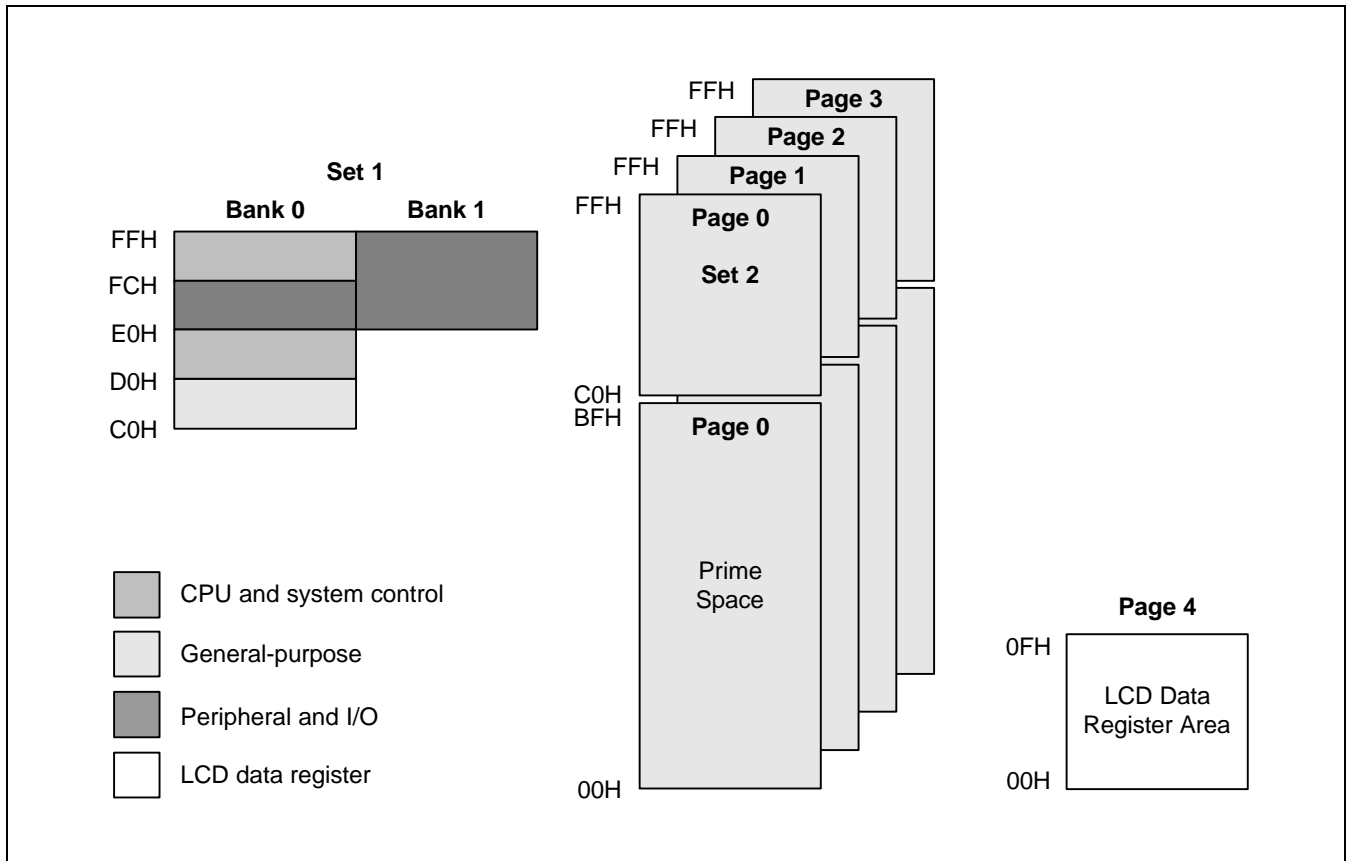 Set 1
Bank 0 Bank 1
FFH
FCH
E0H
D0H
C0H
CPU and system control
General-purpose
Peripheral and I/O
LCD data register
FFH
Page 3
FFH
Page 2
FFH
Page 1
FFH
Page 0
Set 2
C0H
BFH
Page 0
Prime
Space
00H
Page 4
0FH
LCD Data
Register Area
00H